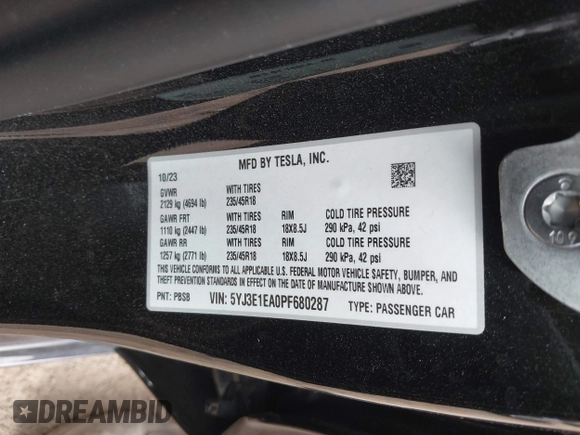 MFD BY TESLA, INC.
10/23
GVWR WITH TIRES
2129 kg (4694 lb) 235/45R18
GAWR FRT WITH TIRES RIM COLD TIRE PRESSURE
1110 kg (2447 lb) 235/45R18 18X8.5J 290 kPa, 42 psi
GAWR RR WITH TIRES RIM COLD TIRE PRESSURE
1257 kg (2771 lb) 235/45R18 18X8.5J 290 kPa, 42 psi
THIS VEHICLE CONFORMS TO ALL APPLICABLE U.S. FEDERAL MOTOR VEHICLE SAFETY, BUMPER, AND
THEFT PREVENTION STANDARDS IN EFFECT ON THE DATE OF MANUFACTURE SHOWN ABOVE.
PNT: PBSB VIN: 5YJ3E1EA0PF680287 TYPE: PASSENGER CAR
10.9
DREAMBID